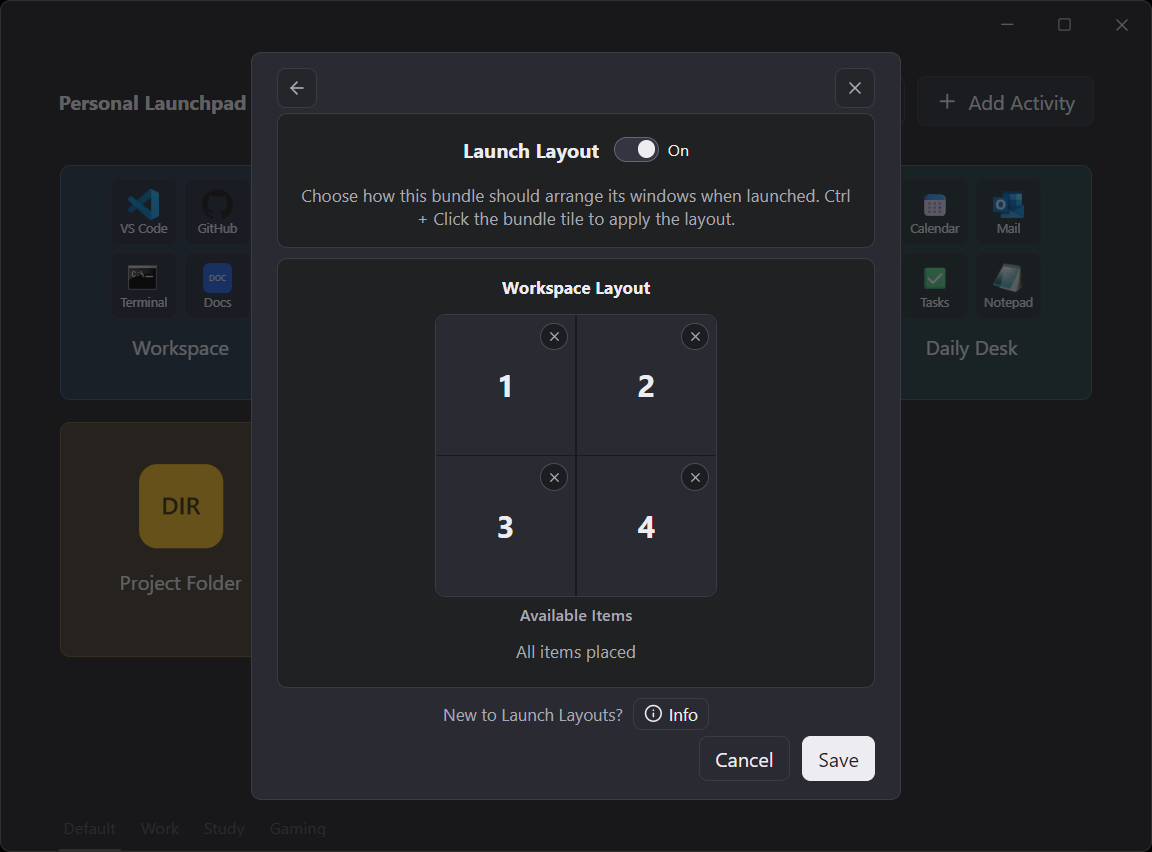 Personal Launchpad
Add Activity
Launch Layout
On
Choose how this bundle should arrange its windows when launched. Ctrl
+ Click the bundle tile to apply the layout.
VS Code
GitHub
Terminal
DOC
Docs
Workspace
Calendar
Mail
Tasks
Notepad
Daily Desk
DIR
Project Folder
Workspace Layout
1
2
3
4
Available Items
All items placed
New to Launch Layouts?
Info
Cancel
Save
Default
Work
Study
Gaming